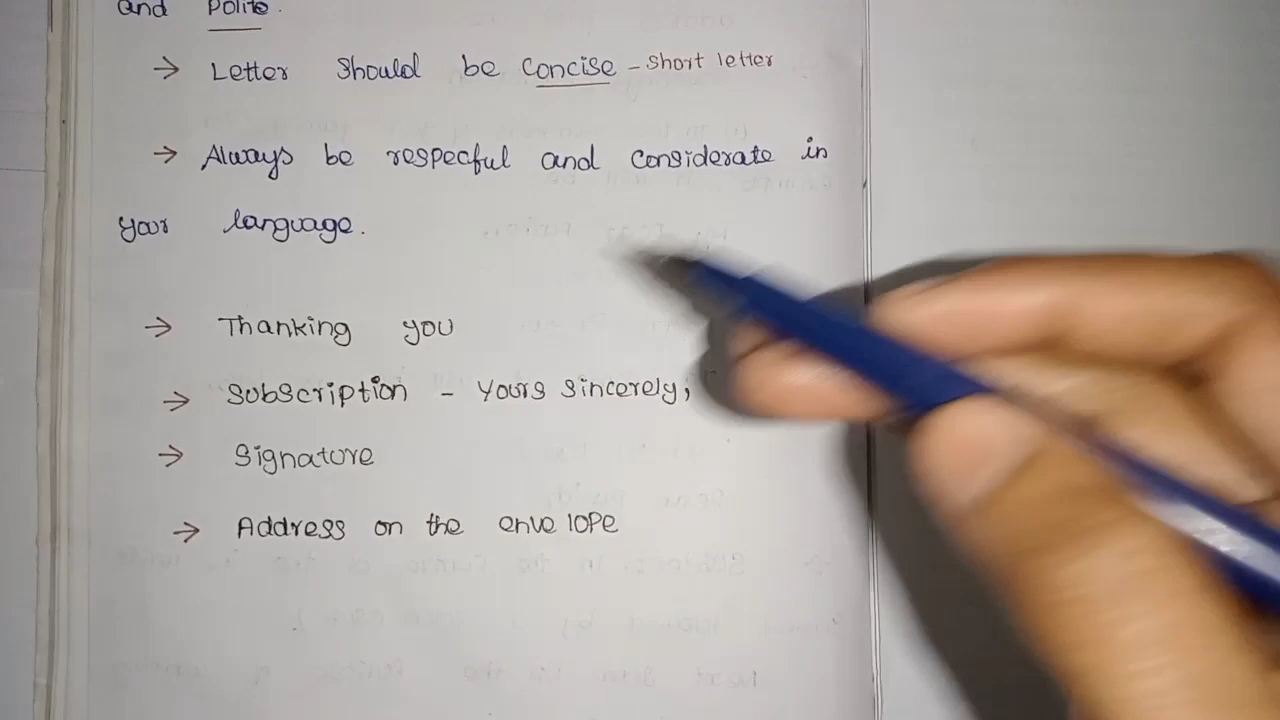 and Polite.
→ Letter should be concise - short letter
→ Always be respecful and considerate in
your language.
→ Thanking you
→ Subscription - Yours sincerely,
→ Signature
→ Address on the envelope